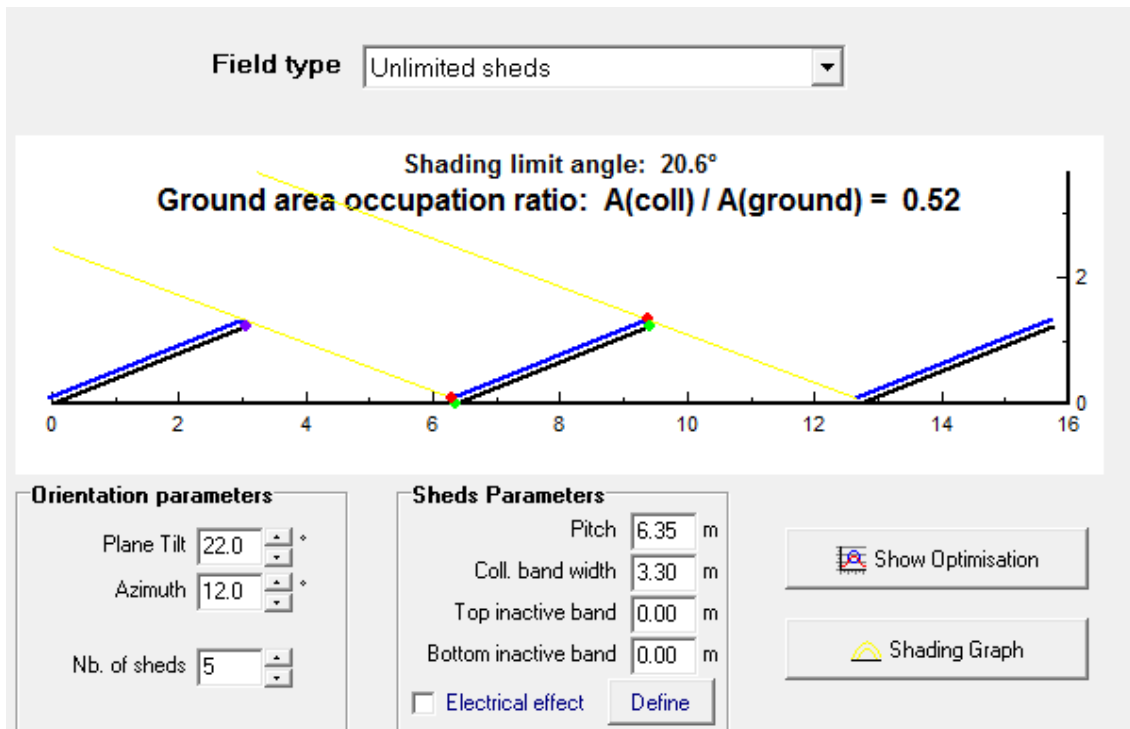 Field type Unlimited sheds
Shading limit angle: 20.6°
Ground area occupation ratio: A(coll) / A(ground) = 0.52
2
0
0 2 4 6 8 10 12 14 16
Orientation parameters
Plane Tilt 22.0 °
Azimuth 12.0 °
Nb. of sheds 5
Sheds Parameters
Pitch 6.35 m
Coll. band width 3.30 m
Top inactive band 0.00 m
Bottom inactive band 0.00 m
Electrical effect Define
Show Optimisation
Shading Graph